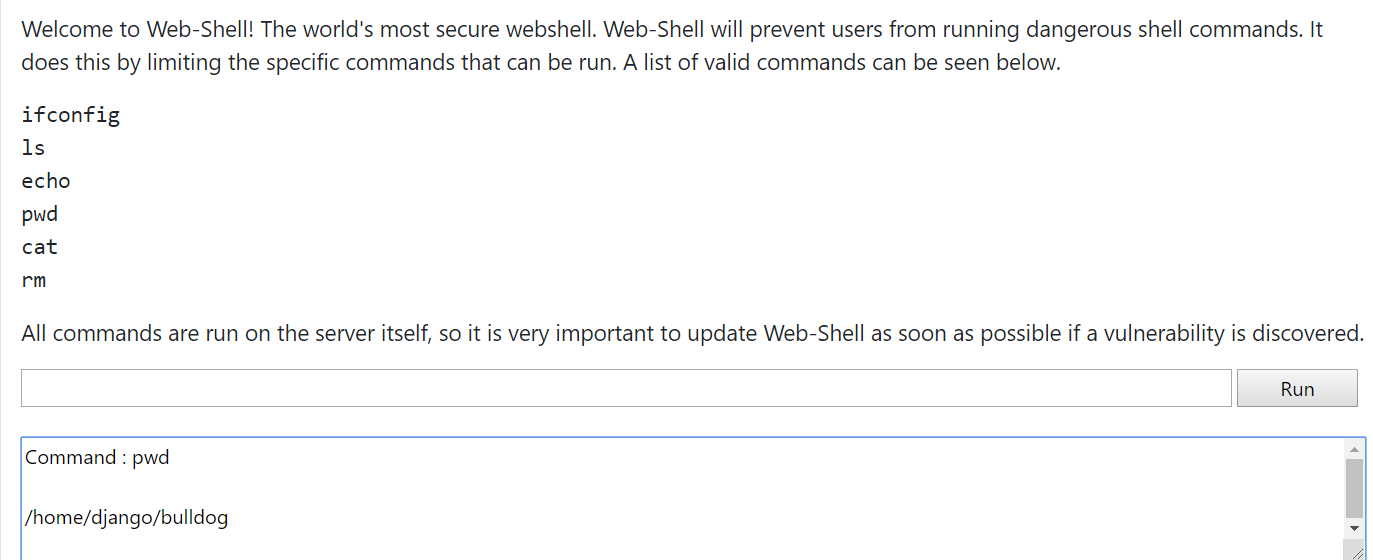 Welcome to Web-Shell! The world's most secure webshell. Web-Shell will prevent users from running dangerous shell commands. It
does this by limiting the specific commands that can be run. A list of valid commands can be seen below.
ifconfig
ls
echo
pwd
cat
rm
All commands are run on the server itself, so it is very important to update Web-Shell as soon as possible if a vulnerability is discovered.
Run
Command : pwd
/home/django/bulldog